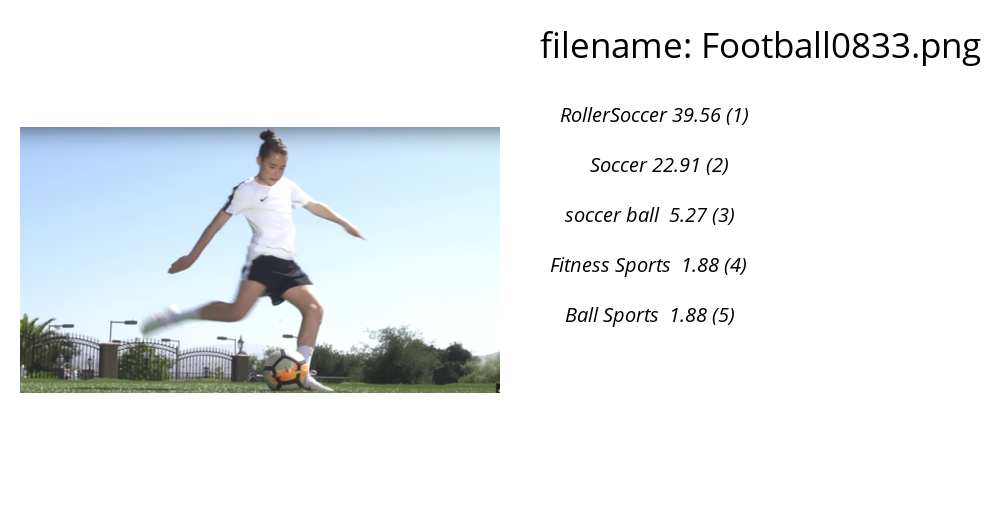 filename: Football0833.png
RollerSoccer 39.56 (1)
Soccer 22.91 (2)
soccer ball 5.27 (3)
Fitness Sports 1.88 (4)
Ball Sports 1.88 (5)